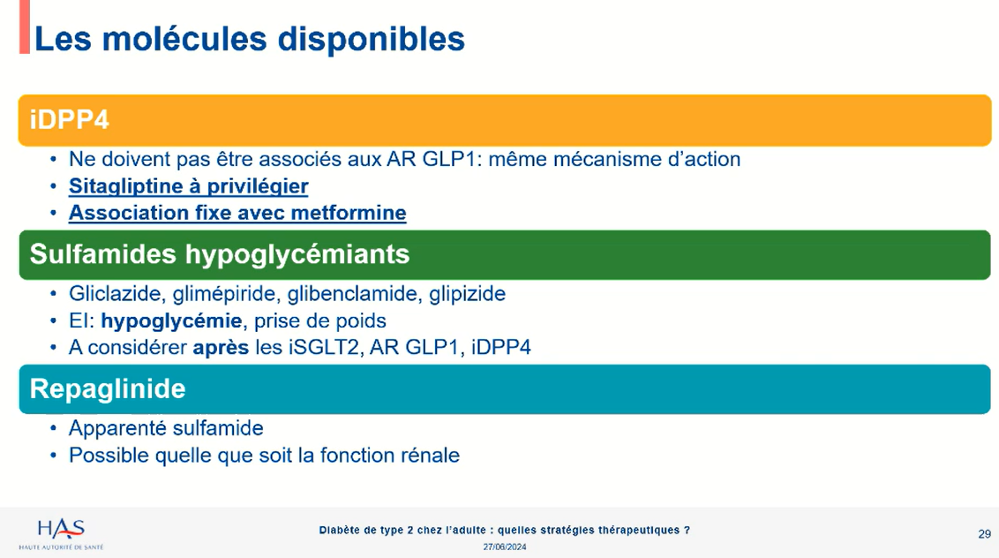 Les molécules disponibles
iDPP4
• Ne doivent pas être associés aux AR GLP1: même mécanisme d'action
• Sitagliptine à privilégier
• Association fixe avec metformine
Sulfamides hypoglycémiants
• Gliclazide, glimépiride, glibenclamide, glipizide
• EI: hypoglycémie, prise de poids
• A considérer après les iSGLT2, AR GLP1, iDPP4
Repaglinide
• Apparenté sulfamide
• Possible quelle que soit la fonction rénale
HAS
HAUTE AUTORITÉ DE SANTÉ
Diabète de type 2 chez l'adulte : quelles stratégies thérapeutiques ?
27/06/2024
29